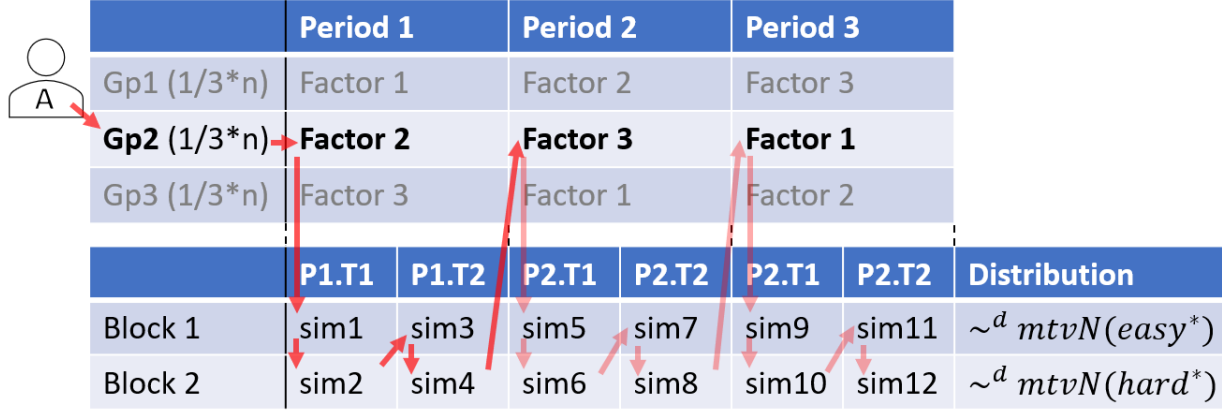 Period 1 Period 2 Period 3
A
Gp1 (1/3*n) Factor 1 Factor 2 Factor 3
Gp2 (1/3*n) Factor 2 Factor 3 Factor 1
Gp3 (1/3*n) Factor 3 Factor 1 Factor 2
P1.T1 P1.T2 P2.T1 P2.T2 P2.T1 P2.T2 Distribution
Block 1 sim1 sim3 sim5 sim7 sim9 sim11 ~d mtvN(easy*)
Block 2 sim2 sim4 sim6 sim8 sim10 sim12 ~d mtvN(hard*)